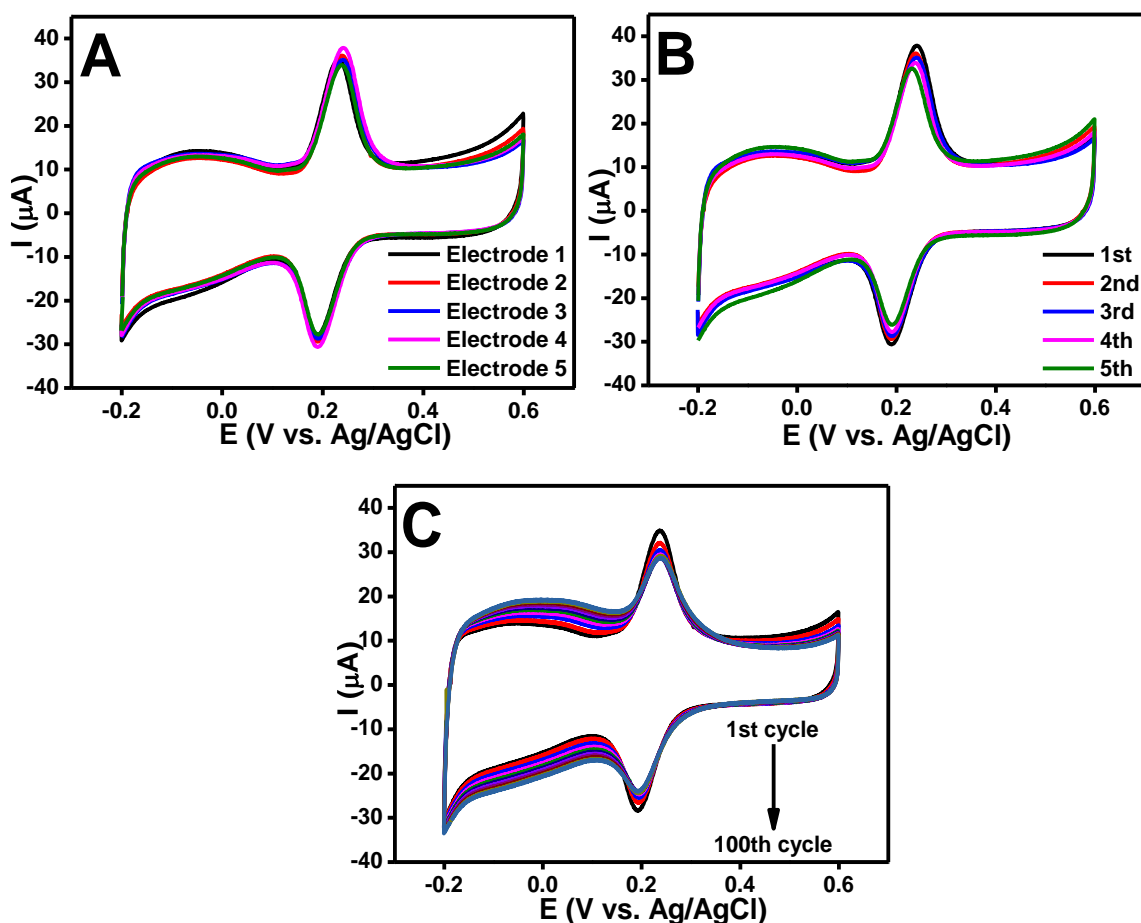 A
I (µA)
40
30
20
10
0
-10
-20
-30
-40
Electrode 1
Electrode 2
Electrode 3
Electrode 4
Electrode 5
-0.2 0.0 0.2 0.4 0.6
E (V vs. Ag/AgCl)
B
I (µA)
40
30
20
10
0
-10
-20
-30
-40
1st
2nd
3rd
4th
5th
-0.2 0.0 0.2 0.4 0.6
E (V vs. Ag/AgCl)
C
I (µA)
40
30
20
10
0
-10
-20
-30
-40
1st cycle
100th cycle
-0.2 0.0 0.2 0.4 0.6
E (V vs. Ag/AgCl)